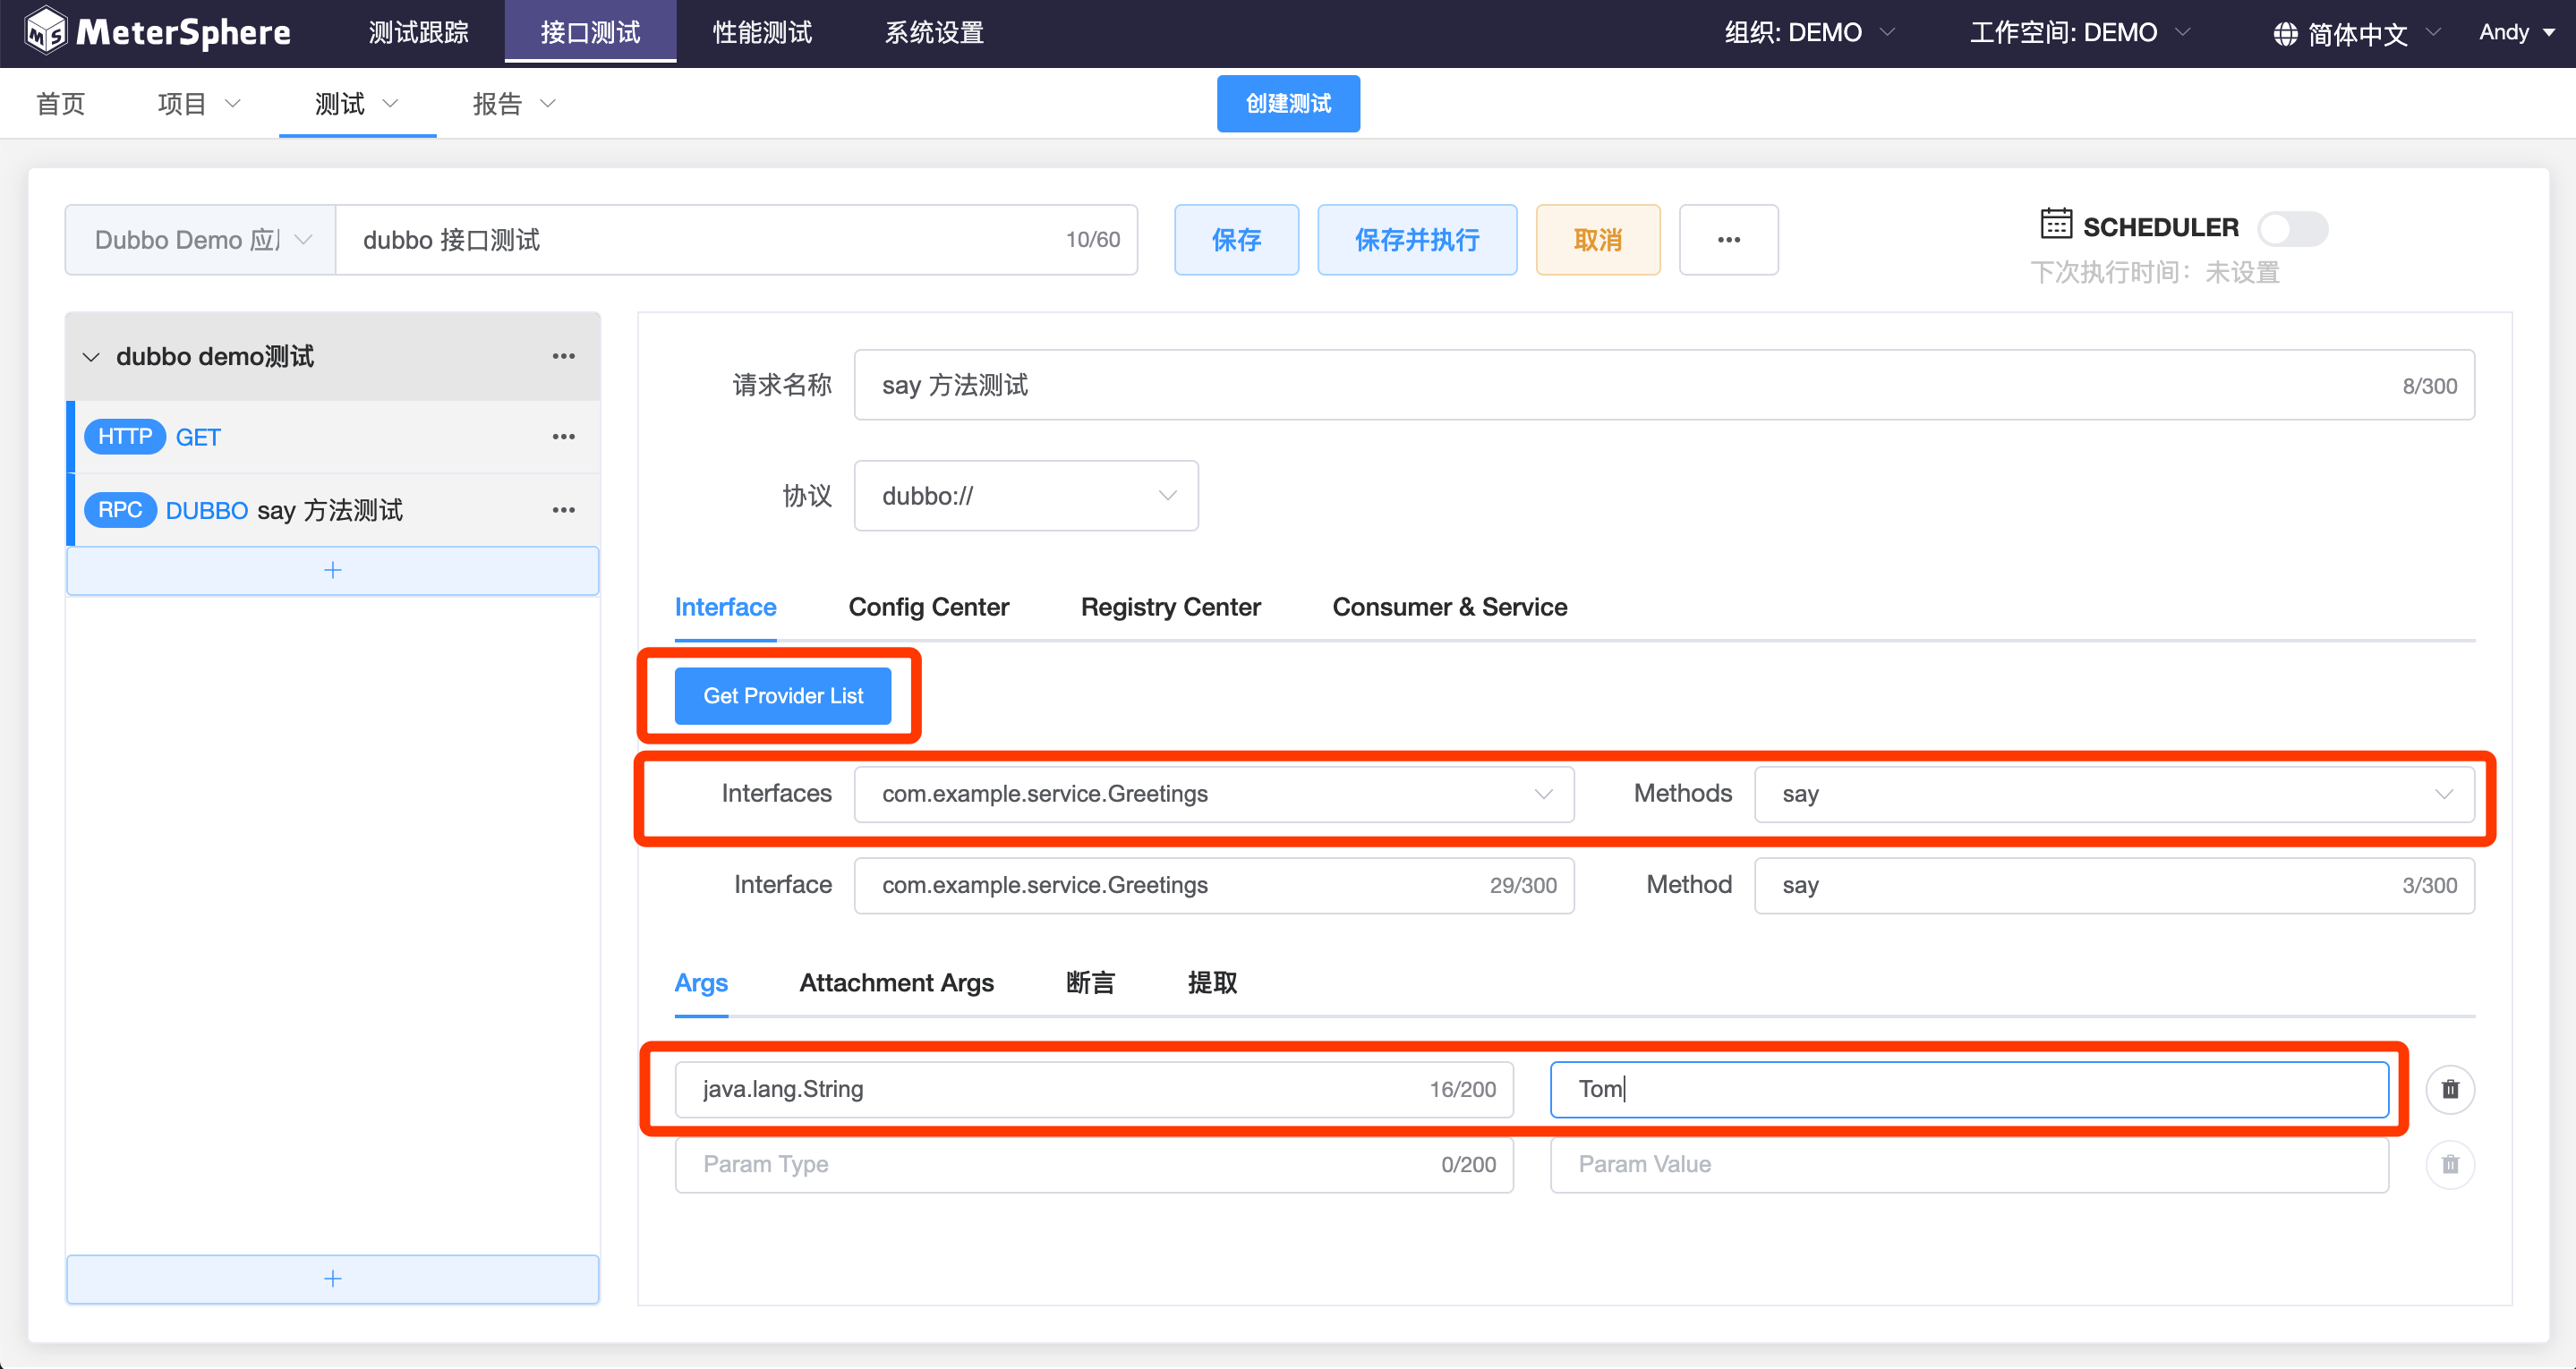 MS MeterSphere 测试跟踪 接口测试 性能测试 系统设置 组织: DEMO 工作空间: DEMO 简体中文 Andy
首页 项目 测试 报告 创建测试
Dubbo Demo 应 dubbo 接口测试 10/60 保存 保存并执行 取消 ••• SCHEDULER
下次执行时间：未设置
dubbo demo测试 •••
请求名称 say 方法测试 8/300
HTTP GET •••
协议 dubbo://
RPC DUBBO say 方法测试 •••
+
Interface Config Center Registry Center Consumer & Service
Get Provider List
Interfaces com.example.service.Greetings Methods say
Interface com.example.service.Greetings 29/300 Method say 3/300
Args Attachment Args 断言 提取
java.lang.String 16/200 Tom
Param Type 0/200 Param Value
+